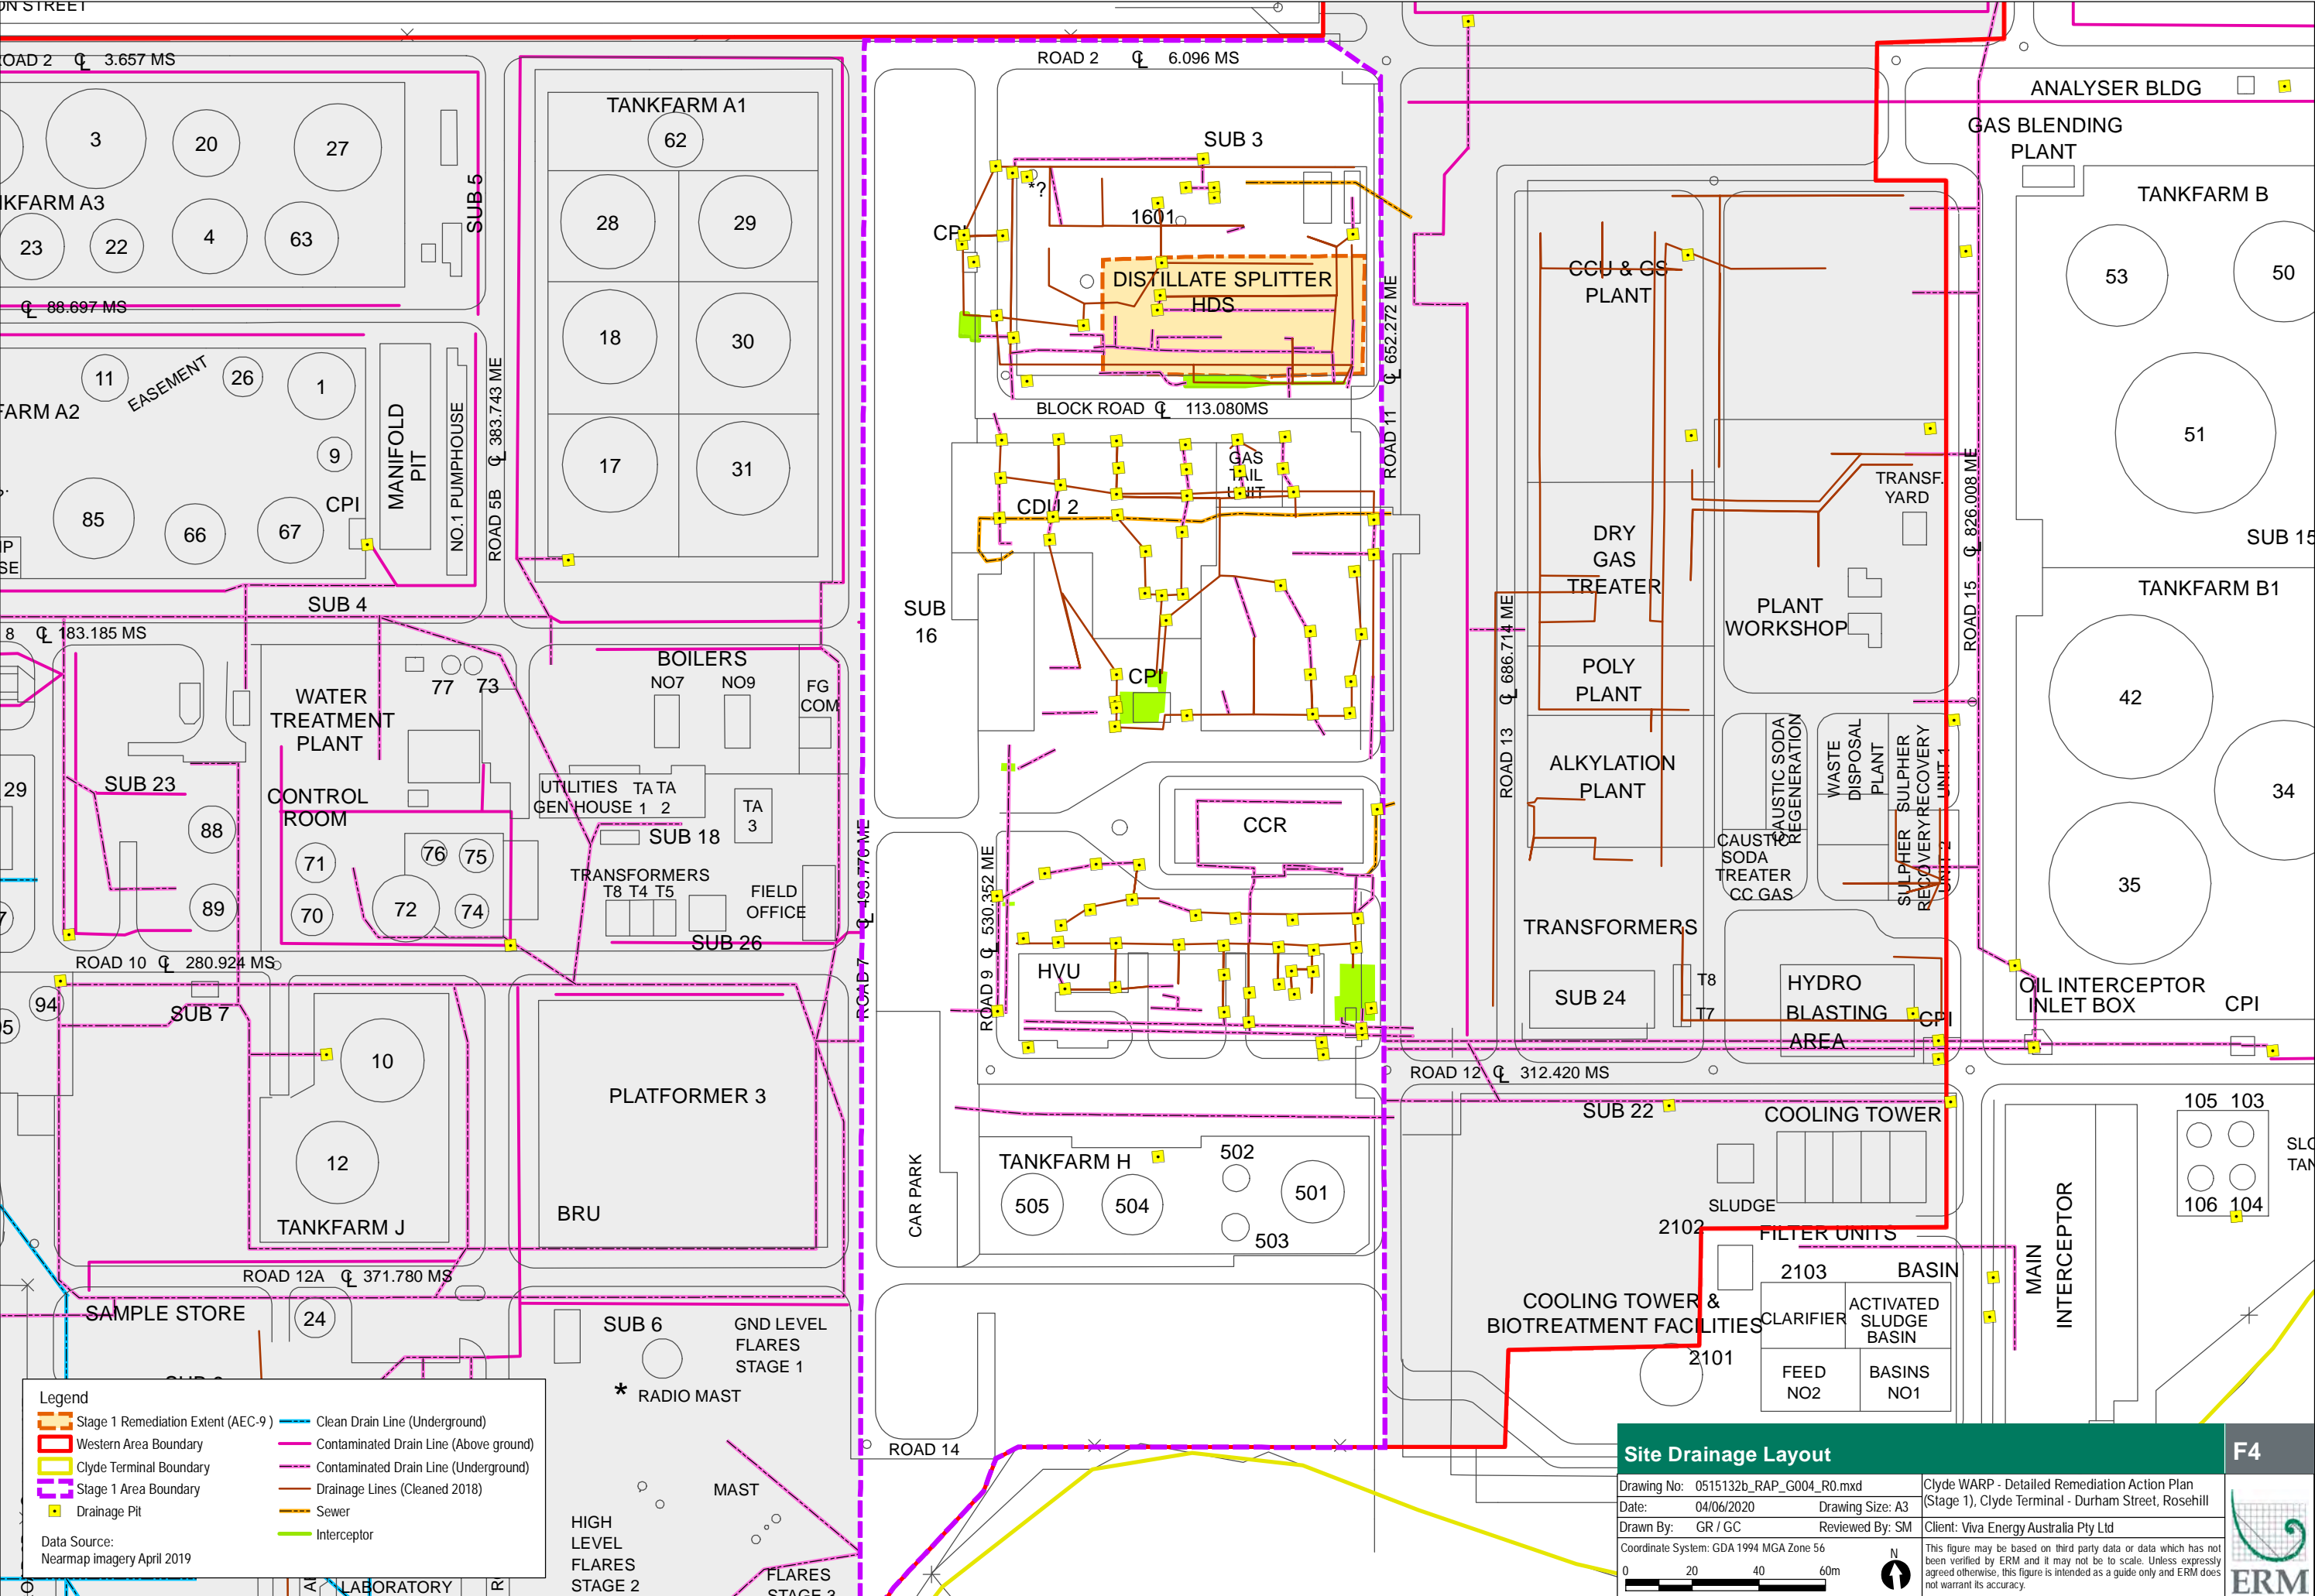 ON STREET
ROAD 2 ℄ 3.657 MS
ROAD 2 ℄ 6.096 MS
ANALYSER BLDG
GAS BLENDING
PLANT
TANKFARM A1
62
3
20
27
SUB 5
SUB 3
TANKFARM B
28
29
23
22
4
63
*?
1601
CPI
53
50
DISTILLATE SPLITTER
HDS
CCU & GS
PLANT
℄ 88.697 MS
18
30
652.272 ME
℄
ROAD 11
11
EASEMENT
26
1
FARM A2
MANIFOLD
PIT
NO.1 PUMPHOUSE
ROAD 5B ℄ 383.743 ME
BLOCK ROAD ℄ 113.080MS
51
9
17
31
GAS
TAIL
UNIT
CPI
CDU 2
TRANSF.
YARD
ROAD 15 ℄ 826.008 ME
85
66
67
DRY
GAS
TREATER
SUB 15
TANKFARM B1
SUB 4
SUB
16
PLANT
WORKSHOP
8 ℄ 183.185 MS
ROAD 13 ℄ 686.714 ME
BOILERS
NO7
NO9
FG
COM
77
73
WATER
TREATMENT
PLANT
POLY
PLANT
42
CPI
CAUSTIC SODA
REGENERATION
WASTE
DISPOSAL
PLANT
SULPHER
RECOVERY
UNIT 1
ALKYLATION
PLANT
29
SUB 23
UTILITIES
GEN HOUSE
TA
1
TA
2
TA
3
34
CONTROL
ROOM
88
SUB 18
CCR
CAUSTIC
SODA
TREATER
CC GAS
SULPHER
RECOVERY
UNIT 2
71
76
75
TRANSFORMERS
T8 T4 T5
FIELD
OFFICE
35
89
70
72
74
ROAD 7 ℄ 493.776 ME
ROAD 9 ℄ 530.352 ME
TRANSFORMERS
SUB 26
ROAD 10 ℄ 280.924 MS
HVU
T8
T7
HYDRO
BLASTING
AREA
OIL INTERCEPTOR
INLET BOX
CPI
94
SUB 24
CPI
SUB 7
10
PLATFORMER 3
ROAD 12 ℄ 312.420 MS
SUB 22
COOLING TOWER
105 103
12
TANKFARM H
502
505
504
501
503
CAR PARK
SLUDGE
106 104
TANKFARM J
BRU
2102
FILTER UNITS
MAIN
INTERCEPTOR
ROAD 12A ℄ 371.780 MS
2103
BASIN
SAMPLE STORE
24
SUB 6
GND LEVEL
FLARES
STAGE 1
COOLING TOWER &
BIOTREATMENT FACILITIES
CLARIFIER
ACTIVATED
SLUDGE
BASIN
2101
FEED
NO2
BASINS
NO1
* RADIO MAST
ROAD 14
MAST
HIGH
LEVEL
FLARES
STAGE 2
FLARES
STAGE 3
LABORATORY
Legend
Stage 1 Remediation Extent (AEC-9 )
Western Area Boundary
Clyde Terminal Boundary
Stage 1 Area Boundary
Drainage Pit
Clean Drain Line (Underground)
Contaminated Drain Line (Above ground)
Contaminated Drain Line (Underground)
Drainage Lines (Cleaned 2018)
Sewer
Interceptor
Data Source:
Nearmap imagery April 2019
Site Drainage Layout
F4
Drawing No: 0515132b_RAP_G004_R0.mxd
Date: 04/06/2020 Drawing Size: A3
Drawn By: GR / GC Reviewed By: SM
Coordinate System: GDA 1994 MGA Zone 56
0 20 40 60m
N
Clyde WARP - Detailed Remediation Action Plan
(Stage 1), Clyde Terminal - Durham Street, Rosehill
Client: Viva Energy Australia Pty Ltd
This figure may be based on third party data or data which has not
been verified by ERM and it may not be to scale. Unless expressly
agreed otherwise, this figure is intended as a guide only and ERM does
not warrant its accuracy.
ERM